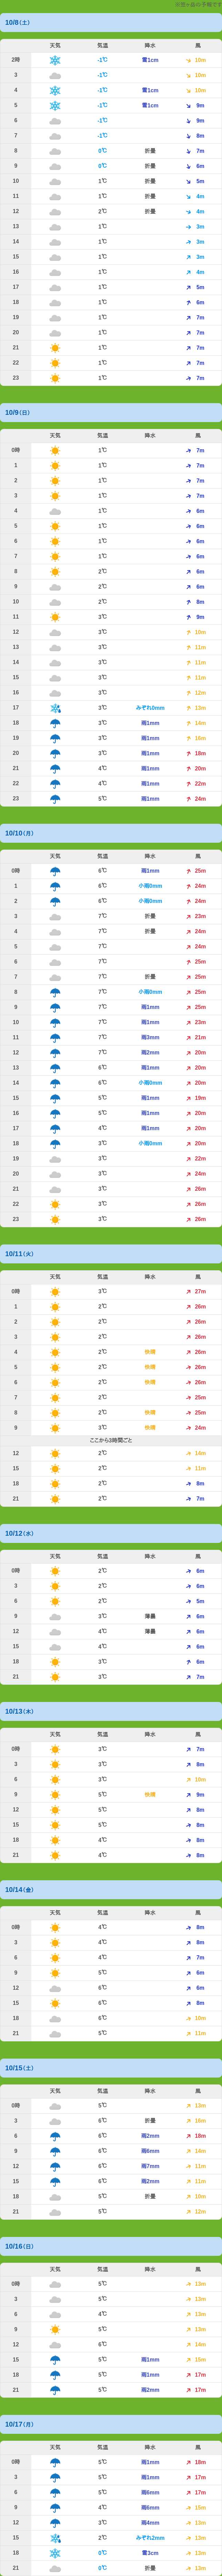 10/8(土)
天気 気温 降水 風
2時 -1℃ 雪1cm 10m
3 -1℃ 10m
4 -1℃ 雪1cm 10m
5 -1℃ 雪1cm 9m
6 -1℃ 9m
7 -1℃ 8m
8 0℃ 折曇 7m
9 0℃ 折曇 6m
10 1℃ 折曇 5m
11 1℃ 折曇 4m
12 2℃ 折曇 4m
13 1℃ 3m
14 1℃ 3m
15 1℃ 3m
16 1℃ 4m
17 1℃ 5m
18 1℃ 6m
19 1℃ 7m
20 1℃ 7m
21 1℃ 7m
22 1℃ 7m
23 1℃ 7m
10/9(日)
天気 気温 降水 風
0時 1℃ 7m
1 1℃ 7m
2 1℃ 7m
3 1℃ 7m
4 1℃ 6m
5 1℃ 6m
6 1℃ 6m
7 1℃ 6m
8 2℃ 6m
9 2℃ 6m
10 2℃ 8m
11 3℃ 9m
12 3℃ 10m
13 3℃ 11m
14 3℃ 11m
15 3℃ 11m
16 3℃ 12m
17 3℃ みぞれ0mm 13m
18 3℃ 雨1mm 14m
19 3℃ 雨1mm 16m
20 3℃ 雨1mm 18m
21 4℃ 雨1mm 20m
22 4℃ 雨1mm 22m
23 5℃ 雨1mm 24m
10/10(月)
天気 気温 降水 風
0時 6℃ 雨1mm 25m
1 6℃ 小雨0mm 24m
2 6℃ 小雨0mm 24m
3 7℃ 折曇 23m
4 7℃ 折曇 24m
5 7℃ 24m
6 7℃ 25m
7 7℃ 折曇 25m
8 7℃ 小雨0mm 25m
9 7℃ 雨1mm 25m
10 7℃ 雨1mm 23m
11 7℃ 雨3mm 21m
12 7℃ 雨2mm 20m
13 6℃ 雨1mm 20m
14 6℃ 小雨0mm 20m
15 5℃ 雨1mm 19m
16 5℃ 雨1mm 20m
17 4℃ 雨1mm 20m
18 3℃ 小雨0mm 20m
19 3℃ 22m
20 3℃ 24m
21 3℃ 26m
22 3℃ 26m
23 3℃ 26m
10/11(火)
天気 気温 降水 風
0時 3℃ 27m
1 2℃ 26m
2 2℃ 26m
3 2℃ 25m
4 2℃ 快晴 26m
5 2℃ 快晴 26m
6 2℃ 快晴 26m
7 2℃ 25m
8 2℃ 快晴 25m
9 3℃ 快晴 24m
ここから3時間ごと
12 2℃ 14m
15 2℃ 11m
18 2℃ 8m
21 2℃ 7m
10/12(水)
天気 気温 降水 風
0時 2℃ 6m
3 2℃ 6m
6 2℃ 5m
9 3℃ 薄曇 6m
12 4℃ 薄曇 6m
15 4℃ 6m
18 3℃ 6m
21 3℃ 7m
10/13(木)
天気 気温 降水 風
0時 3℃ 7m
3 3℃ 8m
6 3℃ 10m
9 5℃ 快晴 9m
12 5℃ 8m
15 5℃ 8m
18 4℃ 8m
21 4℃ 8m
10/14(金)
天気 気温 降水 風
0時 4℃ 8m
3 4℃ 8m
6 4℃ 7m
9 5℃ 6m
12 6℃ 6m
15 6℃ 8m
18 6℃ 10m
21 5℃ 11m
10/15(土)
天気 気温 降水 風
0時 5℃ 13m
3 6℃ 折曇 16m
6 6℃ 雨2mm 18m
9 6℃ 雨6mm 14m
12 6℃ 雨7mm 11m
15 6℃ 雨2mm 11m
18 5℃ 折曇 10m
21 5℃ 12m
10/16(日)
天気 気温 降水 風
0時 5℃ 13m
3 5℃ 13m
6 4℃ 13m
9 5℃ 13m
12 6℃ 14m
15 5℃ 雨1mm 15m
18 5℃ 雨1mm 17m
21 5℃ 雨2mm 17m
10/17(月)
天気 気温 降水 風
0時 5℃ 雨1mm 18m
3 5℃ 雨1mm 17m
6 5℃ 雨6mm 17m
9 4℃ 雨6mm 15m
12 3℃ 雨4mm 13m
15 2℃ みぞれ2mm 13m
18 0℃ 雪3cm 13m
21 0℃ 折曇 13m